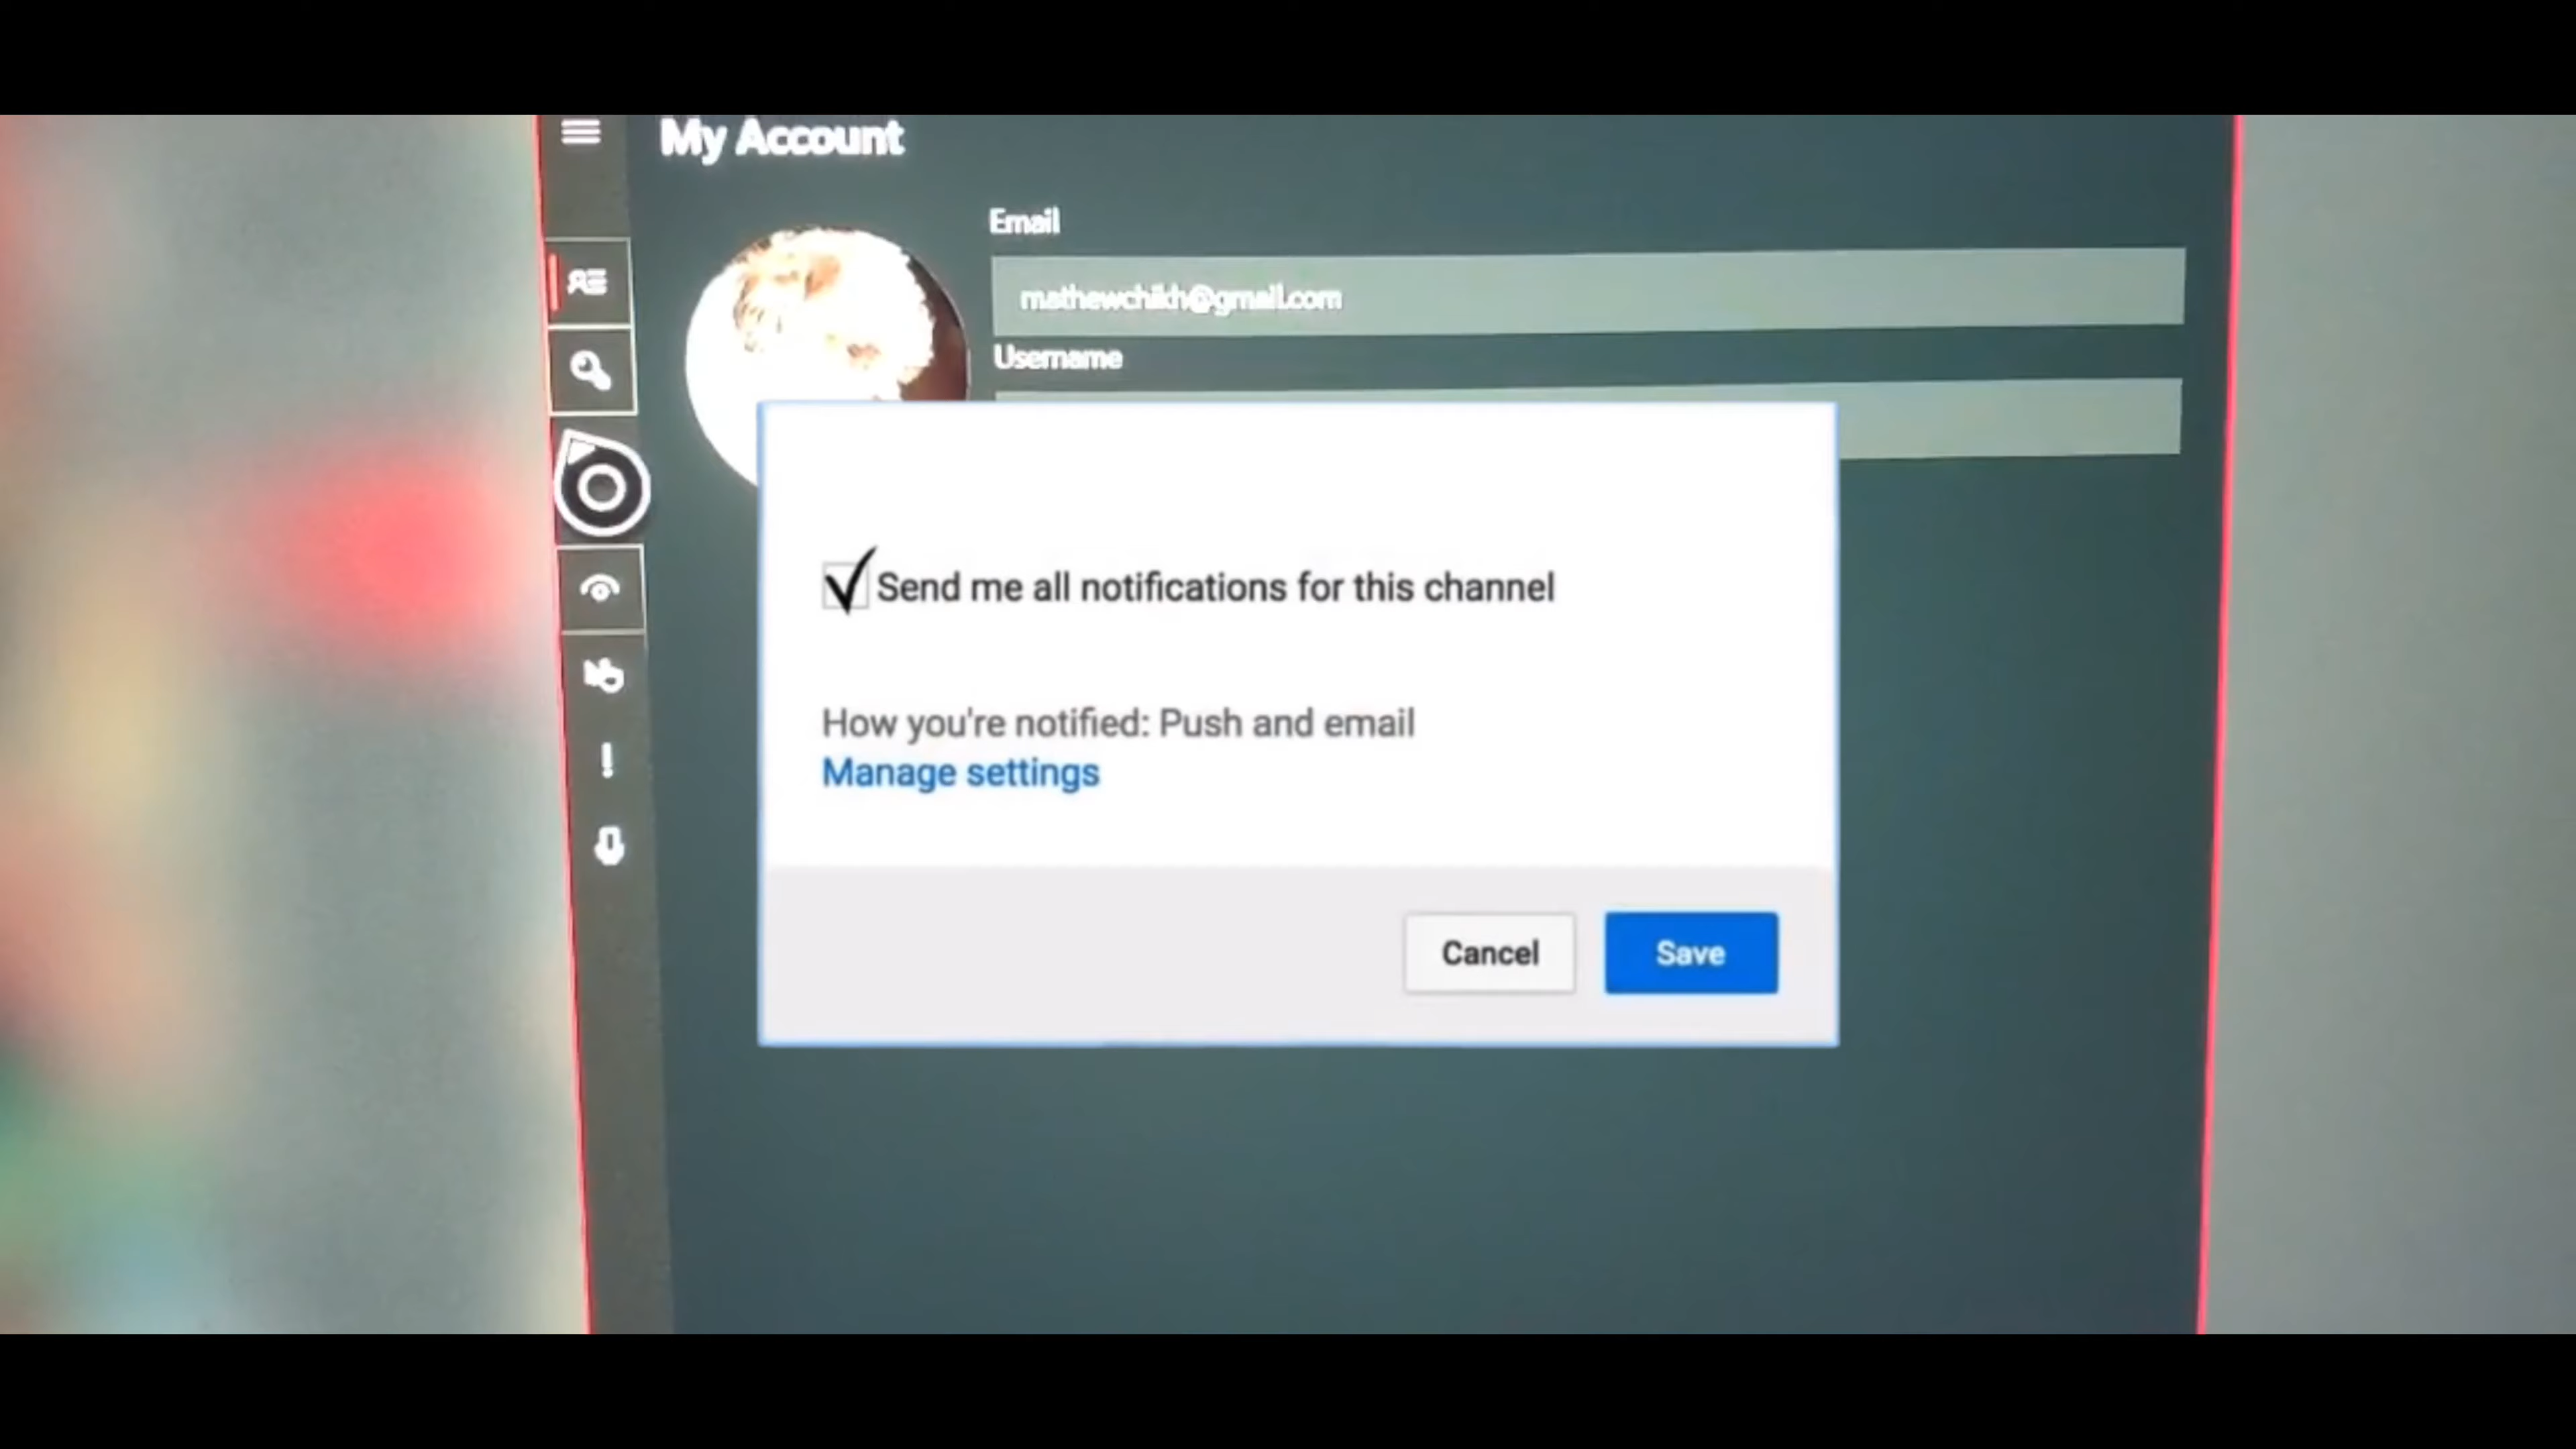 My Account
Email
mathewchikh@gmail.com
Username
Send me all notifications for this channel
How you're notified: Push and email
Manage settings
Cancel
Save